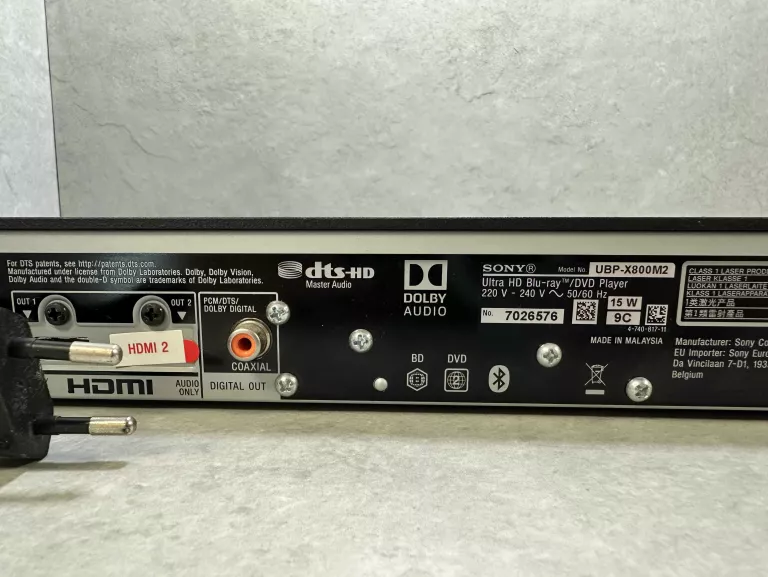 For DTS patents, see http://patents.dts.com.
Manufactured under license from Dolby Laboratories. Dolby, Dolby Vision,
Dolby Audio and the double-D symbol are trademarks of Dolby Laboratories.
OUT 1
OUT 2
HDMI 2
HDMI
AUDIO
ONLY
PCM/DTS/
DOLBY DIGITAL
COAXIAL
DIGITAL OUT
dts-HD
Master Audio
DOLBY
AUDIO
BD
B
DVD
2
SONY®
Model No. UBP-X800M2
Ultra HD Blu-ray™/DVD Player
220 V - 240 V ~ 50/60 Hz
15 W
No. 7026576
9C
4-740-817-11
MADE IN MALAYSIA
CLASS 1 LASER PROD
LASER KLASSE 1
LUOKAN 1 LASERLAITE
KLASS 1 LASERAPPARA
1类激光产品
第1類雷射產品
Manufacturer: Sony Co
EU Importer: Sony Euro
Da Vincilaan 7-D1, 193
Belgium